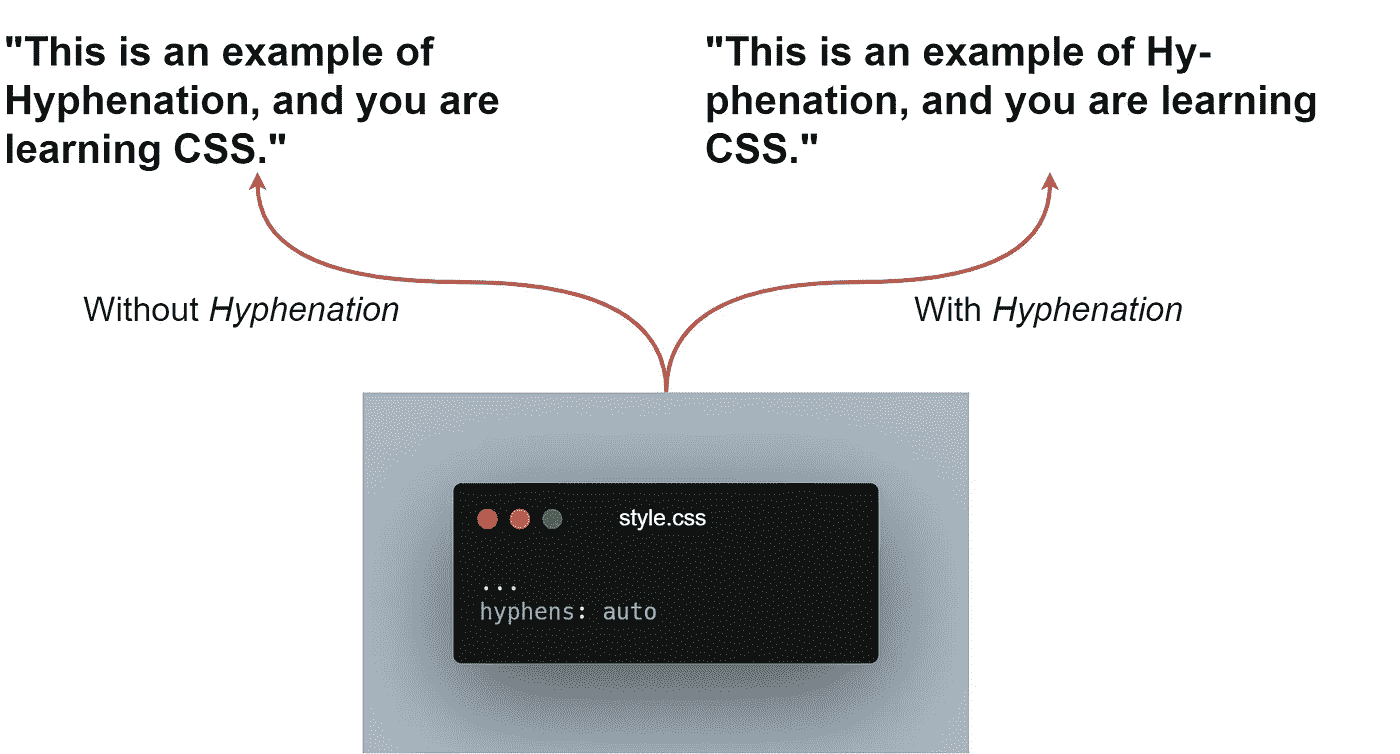 "This is an example of
Hyphenation, and you are
learning CSS."
"This is an example of Hy-
phenation, and you are learning
CSS."
Without Hyphenation
With Hyphenation
style.css
...
hyphens: auto